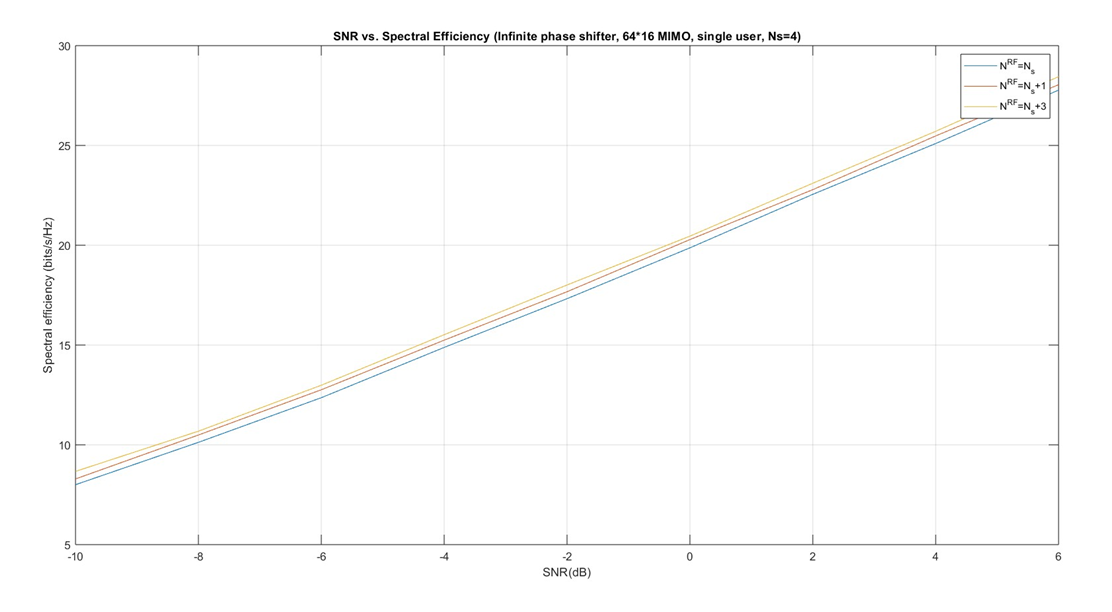 SNR vs. Spectral Efficiency (Infinite phase shifter, 64*16 MIMO, single user, Ns=4)
N^RF=N_s
N^RF=N_s+1
N^RF=N_s+3
Spectral efficiency (bits/s/Hz)
30
25
20
15
10
5
-10 -8 -6 -4 -2 0 2 4 6
SNR(dB)